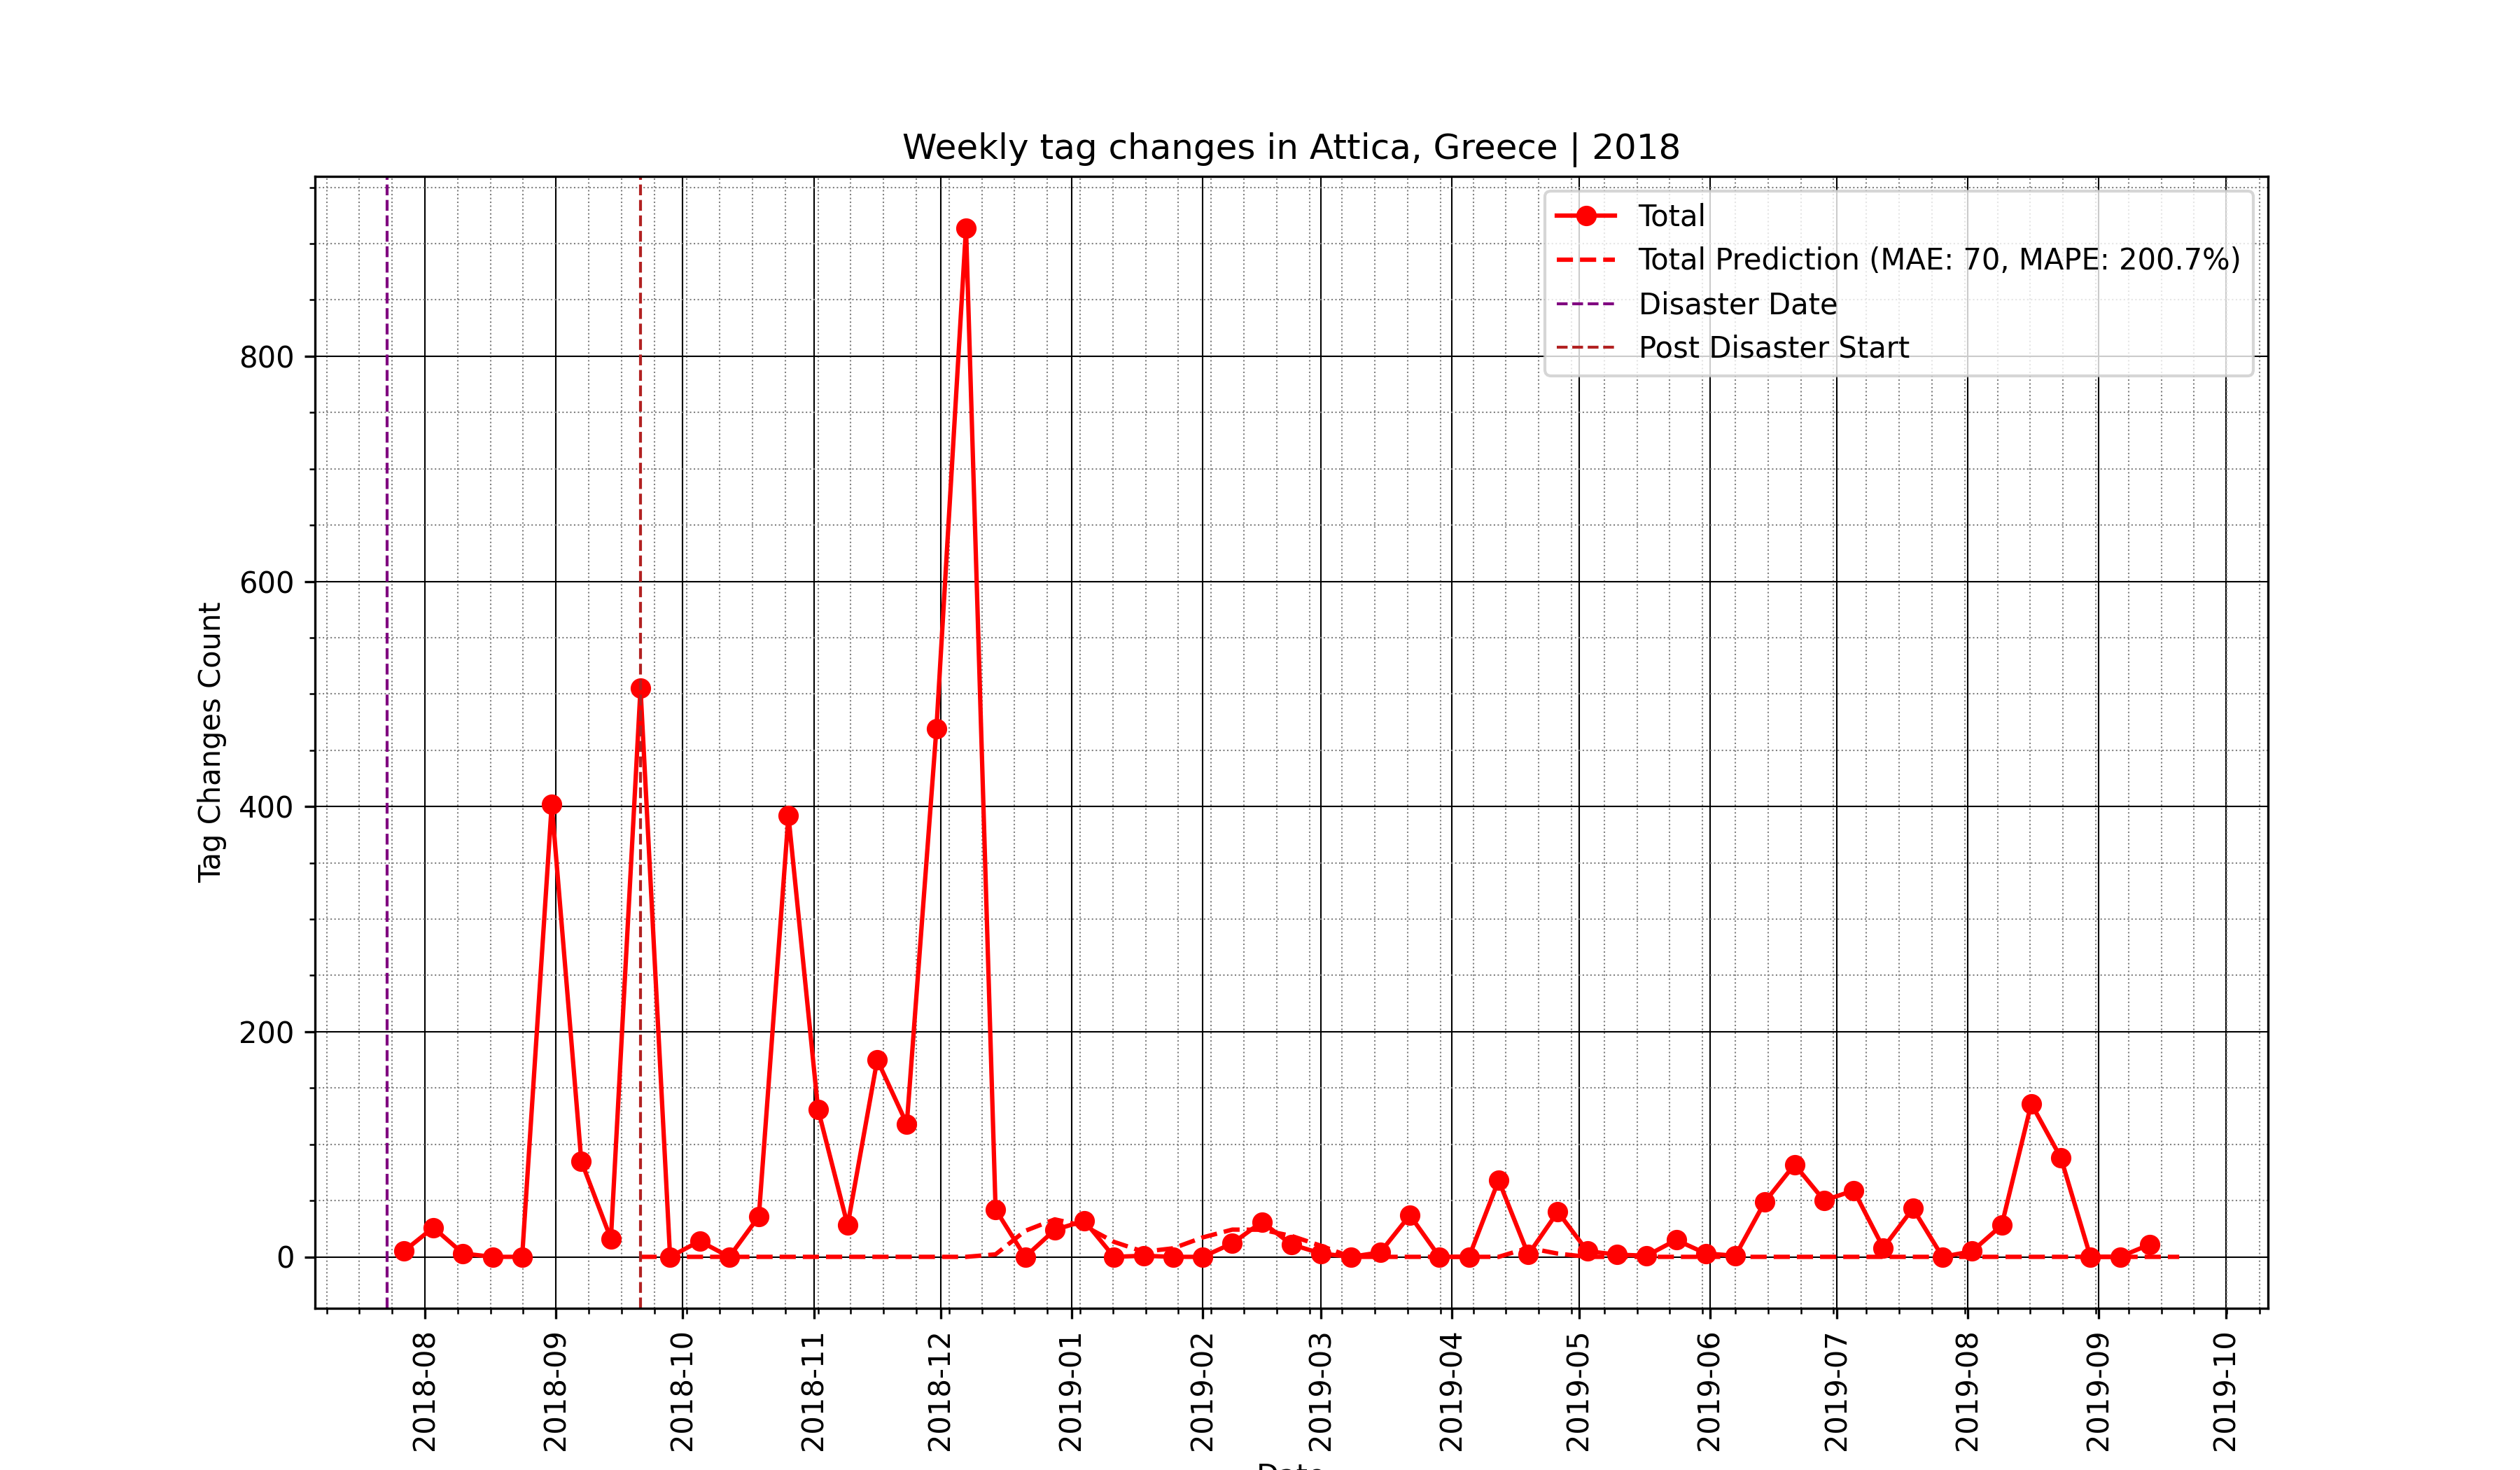 Weekly tag changes in Attica, Greece | 2018
Total
Total Prediction (MAE: 70, MAPE: 200.7%)
Disaster Date
Post Disaster Start
Tag Changes Count
800
600
400
200
0
2018-08
2018-09
2018-10
2018-11
2018-12
2019-01
2019-02
2019-03
2019-04
2019-05
2019-06
2019-07
2019-08
2019-09
2019-10
Date